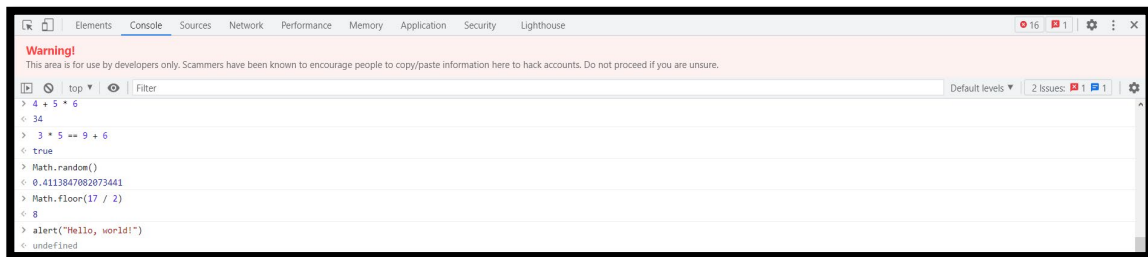 Elements Console Sources Network Performance Memory Application Security Lighthouse 16 1
Warning!
This area is for use by developers only. Scammers have been known to encourage people to copy/paste information here to hack accounts. Do not proceed if you are unsure.
top ▼ Filter Default levels ▼ 2 Issues: 1 1
> 4 + 5 * 6
< 34
> 3 * 5 == 9 + 6
< true
> Math.random()
< 0.4113847082073441
> Math.floor(17 / 2)
< 8
> alert("Hello, world!")
< undefined